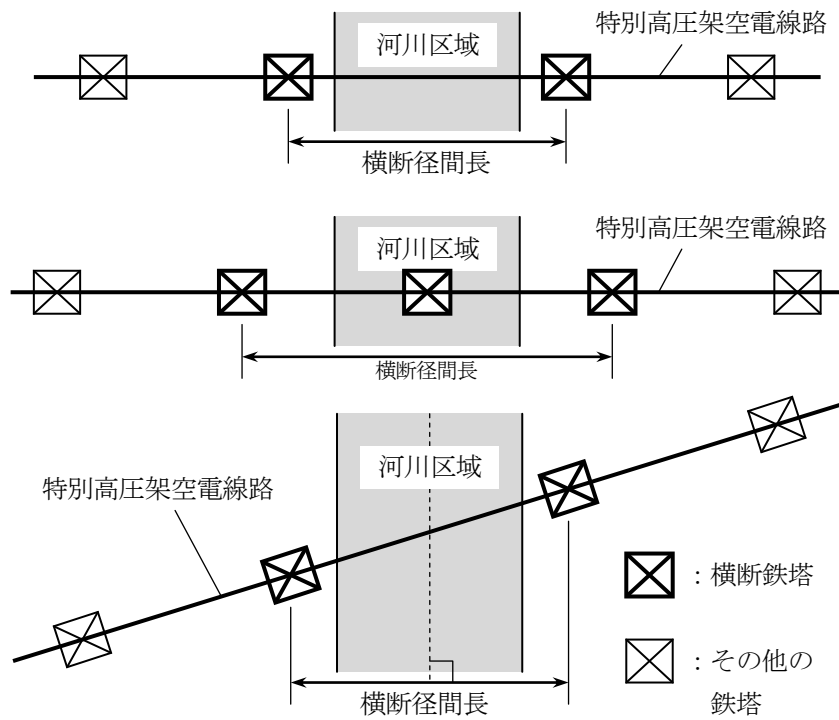 特別高圧架空電線路
河川区域
横断径間長
特別高圧架空電線路
河川区域
横断径間長
河川区域
特別高圧架空電線路
：横断鉄塔
：その他の
鉄塔
横断径間長